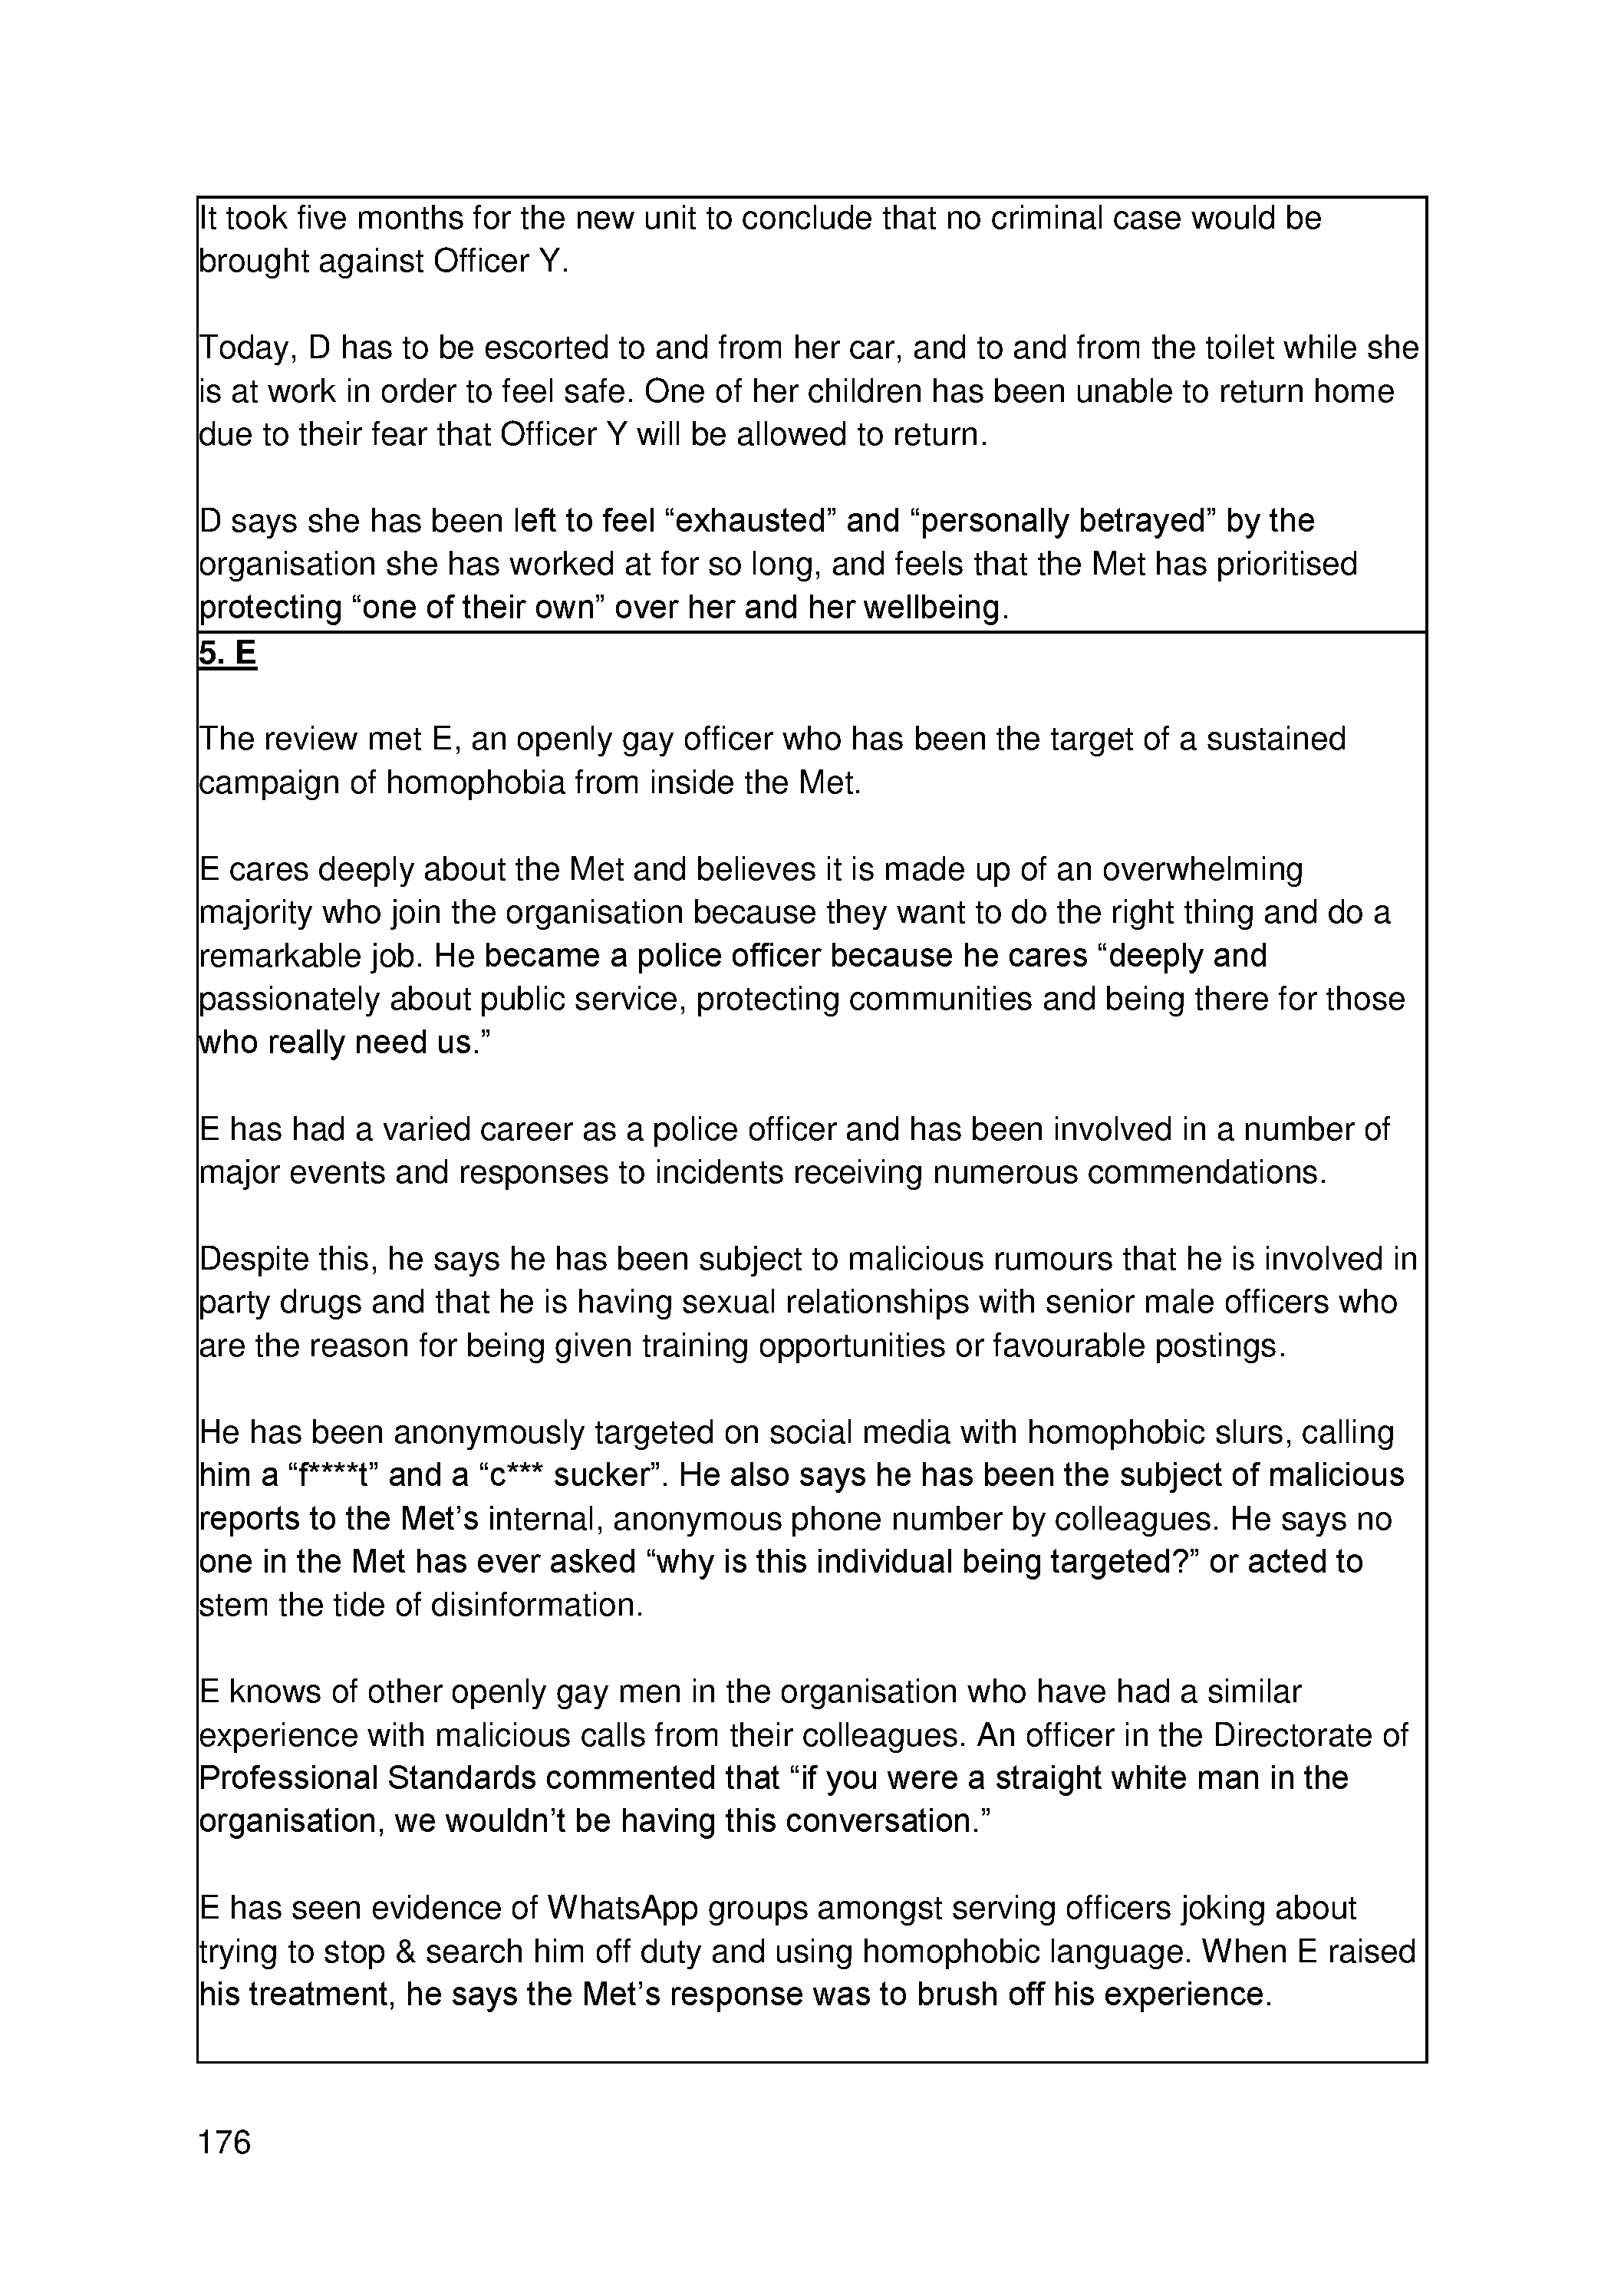 It took five months for the new unit to conclude that no criminal case would be
brought against Officer Y.
Today, D has to be escorted to and from her car, and to and from the toilet while she
is at work in order to feel safe. One of her children has been unable to return home
due to their fear that Officer Y will be allowed to return.
D says she has been left to feel “exhausted” and “personally betrayed” by the
organisation she has worked at for so long, and feels that the Met has prioritised
protecting “one of their own” over her and her wellbeing.
5. E
The review met E, an openly gay officer who has been the target of a sustained
campaign of homophobia from inside the Met.
E cares deeply about the Met and believes it is made up of an overwhelming
majority who join the organisation because they want to do the right thing and do a
remarkable job. He became a police officer because he cares “deeply and
passionately about public service, protecting communities and being there for those
who really need us.”
E has had a varied career as a police officer and has been involved in a number of
major events and responses to incidents receiving numerous commendations.
Despite this, he says he has been subject to malicious rumours that he is involved in
party drugs and that he is having sexual relationships with senior male officers who
are the reason for being given training opportunities or favourable postings.
He has been anonymously targeted on social media with homophobic slurs, calling
him a “f****t” and a “c*** sucker”. He also says he has been the subject of malicious
reports to the Met’s internal, anonymous phone number by colleagues. He says no
one in the Met has ever asked “why is this individual being targeted?” or acted to
stem the tide of disinformation.
E knows of other openly gay men in the organisation who have had a similar
experience with malicious calls from their colleagues. An officer in the Directorate of
Professional Standards commented that “if you were a straight white man in the
organisation, we wouldn’t be having this conversation.”
E has seen evidence of WhatsApp groups amongst serving officers joking about
trying to stop & search him off duty and using homophobic language. When E raised
his treatment, he says the Met’s response was to brush off his experience.
176